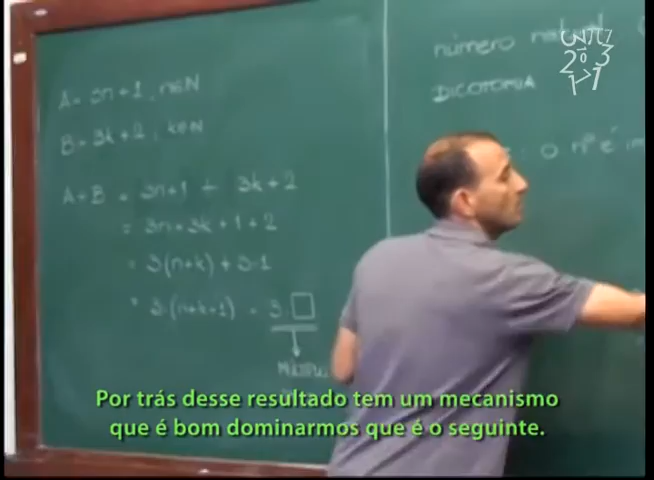 A = 3n+1, n∈N
B = 3k+2, k∈N
A+B = 3n+1 + 3k+2
= 3n+3k+1+2
= 3(n+k)+3·1
= 3·(n+k+1) = 3·□
número natural
DICOTOMIA
o nº é
Por trás desse resultado tem um mecanismo
que é bom dominarmos que é o seguinte.